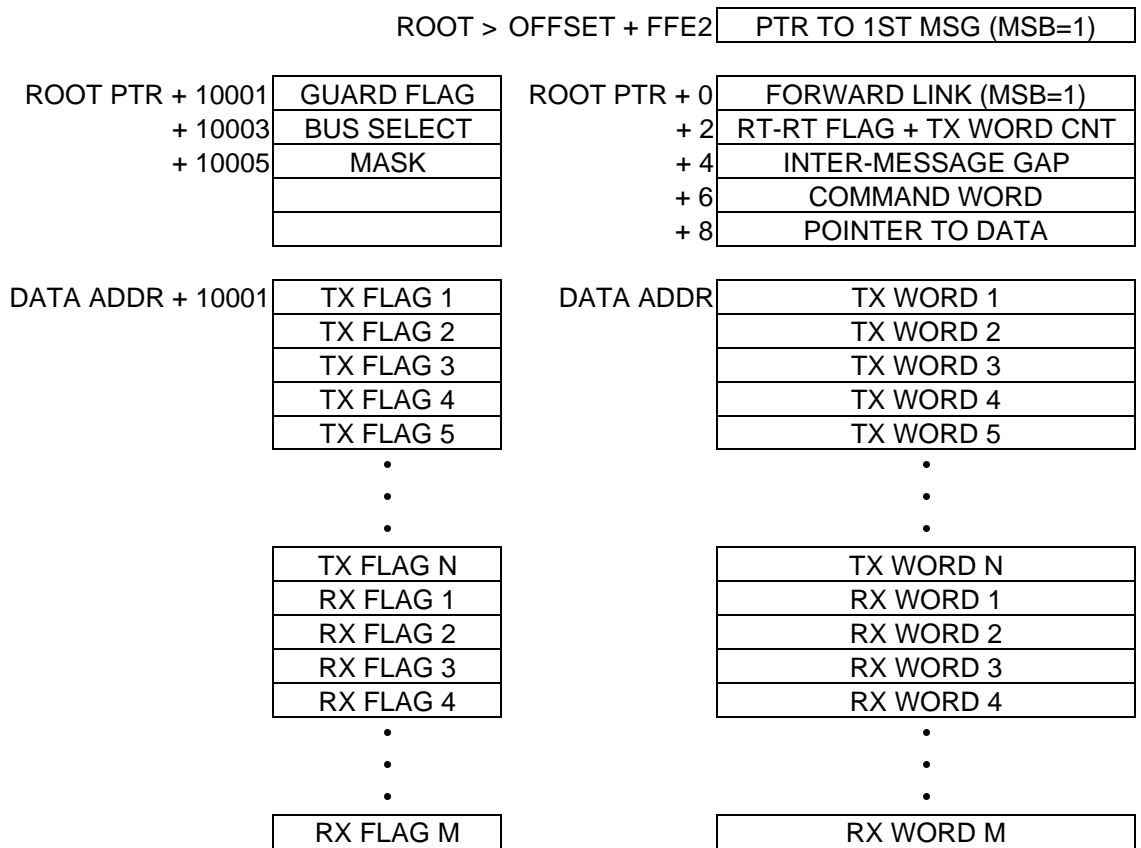 ROOT > OFFSET + FFE2 PTR TO 1ST MSG (MSB=1)
ROOT PTR + 10001 GUARD FLAG ROOT PTR + 0 FORWARD LINK (MSB=1)
+ 10003 BUS SELECT + 2 RT-RT FLAG + TX WORD CNT
+ 10005 MASK + 4 INTER-MESSAGE GAP
+ 6 COMMAND WORD
+ 8 POINTER TO DATA
DATA ADDR + 10001 TX FLAG 1 DATA ADDR TX WORD 1
TX FLAG 2 TX WORD 2
TX FLAG 3 TX WORD 3
TX FLAG 4 TX WORD 4
TX FLAG 5 TX WORD 5
TX FLAG N TX WORD N
RX FLAG 1 RX WORD 1
RX FLAG 2 RX WORD 2
RX FLAG 3 RX WORD 3
RX FLAG 4 RX WORD 4
RX FLAG M RX WORD M